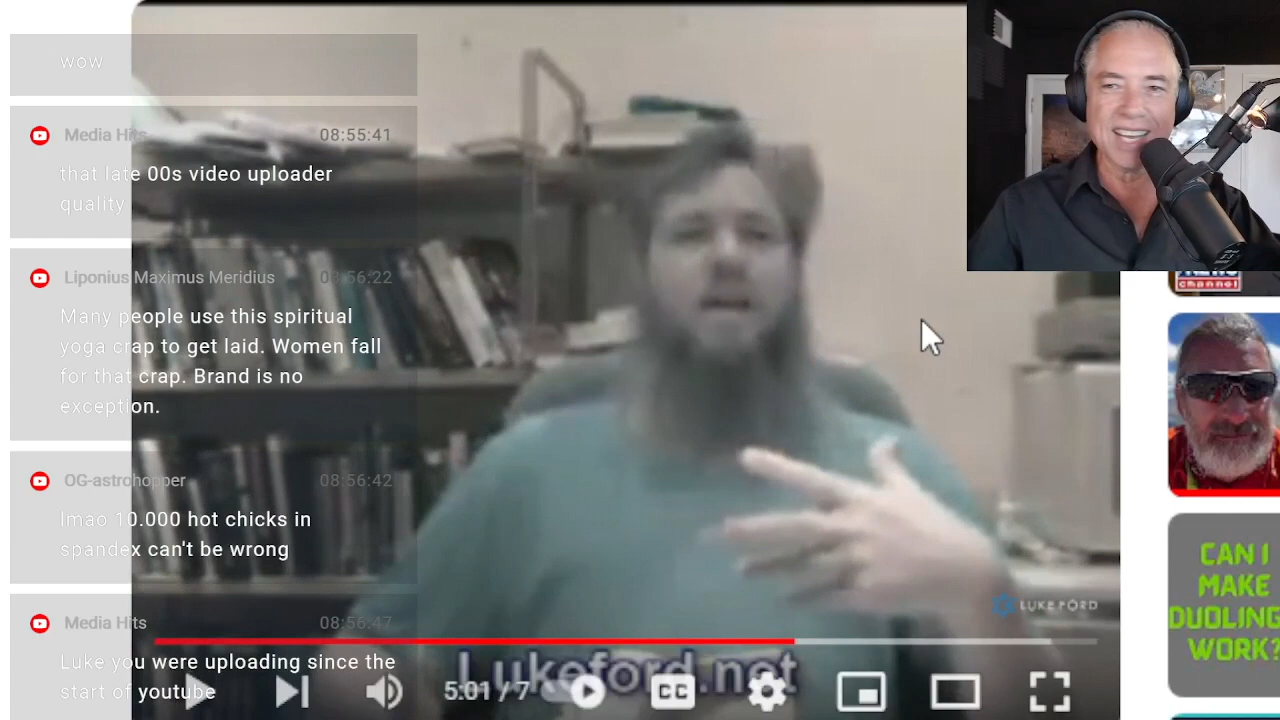 wow
Media Hits 08:55:41
that late 00s video uploader
quality
Liponius Maximus Meridius 08:56:22
Many people use this spiritual
yoga crap to get laid. Women fall
for that crap. Brand is no
exception.
OG-astrohopper 08:56:42
lmao 10.000 hot chicks in
spandex can't be wrong
Media Hits 08:56:47
Luke you were uploading since the
start of youtube
LUKE FORD
Lukeford.net
5:01 / 7
CC
channel
CAN I
MAKE
DUOLING
WORK?